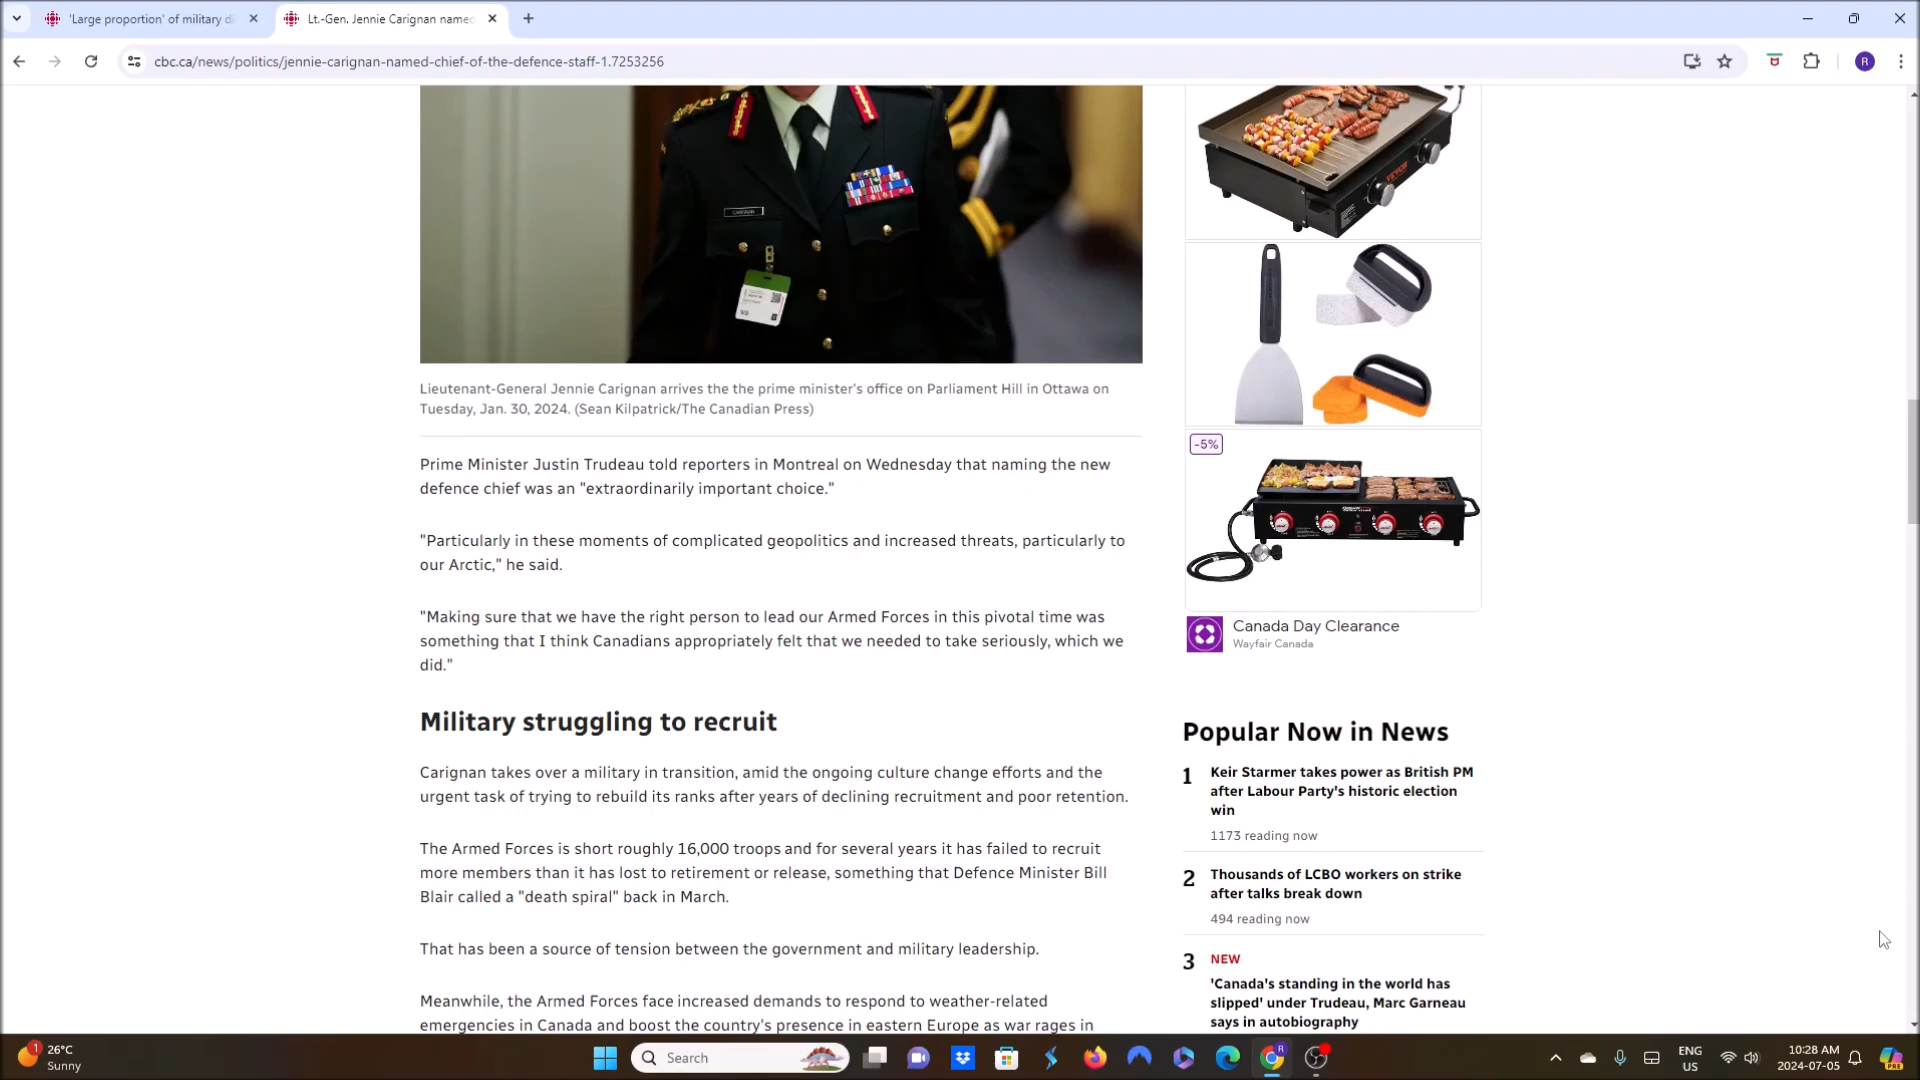 'Large proportion' of military di
Lt.-Gen. Jennie Carignan named
cbc.ca/news/politics/jennie-carignan-named-chief-of-the-defence-staff-1.7253256
R
CARIGNAN
Lieutenant-General Jennie Carignan arrives the the prime minister's office on Parliament Hill in Ottawa on
Tuesday, Jan. 30, 2024. (Sean Kilpatrick/The Canadian Press)
Prime Minister Justin Trudeau told reporters in Montreal on Wednesday that naming the new
defence chief was an "extraordinarily important choice."
"Particularly in these moments of complicated geopolitics and increased threats, particularly to
our Arctic," he said.
"Making sure that we have the right person to lead our Armed Forces in this pivotal time was
something that I think Canadians appropriately felt that we needed to take seriously, which we
did."
Military struggling to recruit
Carignan takes over a military in transition, amid the ongoing culture change efforts and the
urgent task of trying to rebuild its ranks after years of declining recruitment and poor retention.
The Armed Forces is short roughly 16,000 troops and for several years it has failed to recruit
more members than it has lost to retirement or release, something that Defence Minister Bill
Blair called a "death spiral" back in March.
That has been a source of tension between the government and military leadership.
Meanwhile, the Armed Forces face increased demands to respond to weather-related
emergencies in Canada and boost the country's presence in eastern Europe as war rages in
-5%
Canada Day Clearance
Wayfair Canada
Popular Now in News
1
Keir Starmer takes power as British PM
after Labour Party's historic election
win
1173 reading now
2
Thousands of LCBO workers on strike
after talks break down
494 reading now
3
NEW
'Canada's standing in the world has
slipped' under Trudeau, Marc Garneau
says in autobiography
1
26°C
Sunny
Search
R
ENG
US
10:28 AM
2024-07-05
PRE